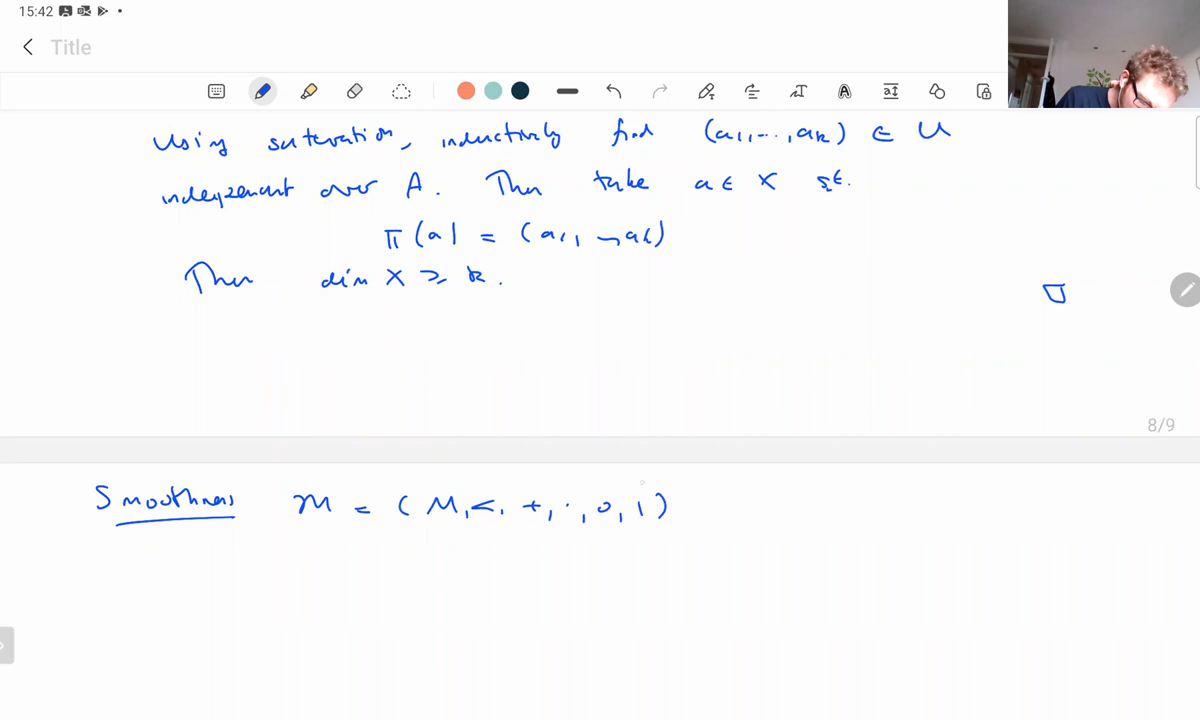 15:42
Title
Using saturation, inductively find (a₁, ..., aₖ) ∈ U
independent over A. Then take a ∈ X st.
π(a) = (a₁, ..., aₖ)
Then dim X ≥ k.
8/9
Smoothness M = (M, <, +, ·, 0, 1)